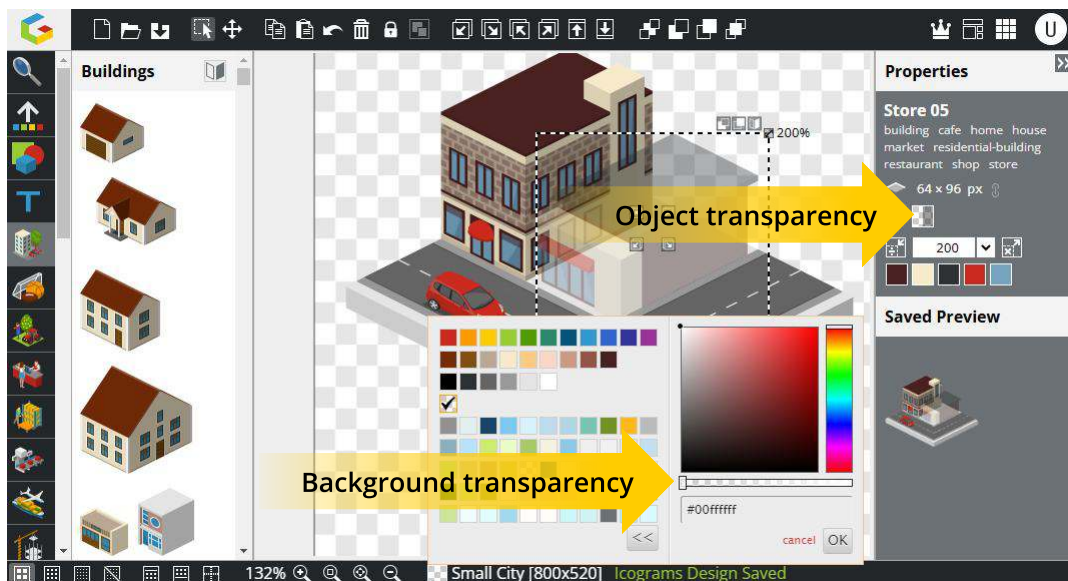 U
Buildings
Properties
Store 05
building cafe home house
market residential-building
restaurant shop store
64 × 96 px
200%
Object transparency
200
Saved Preview
Background transparency
#00ffffff
<<
cancel OK
132%
Small City [800x520] Icograms Design Saved